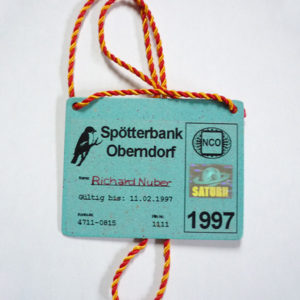 Spötterbank
Oberndorf
NCO
Name:
Richard Nuber
Gültig bis: 11.02.1997
SATURN
4711-0815
1111
1997